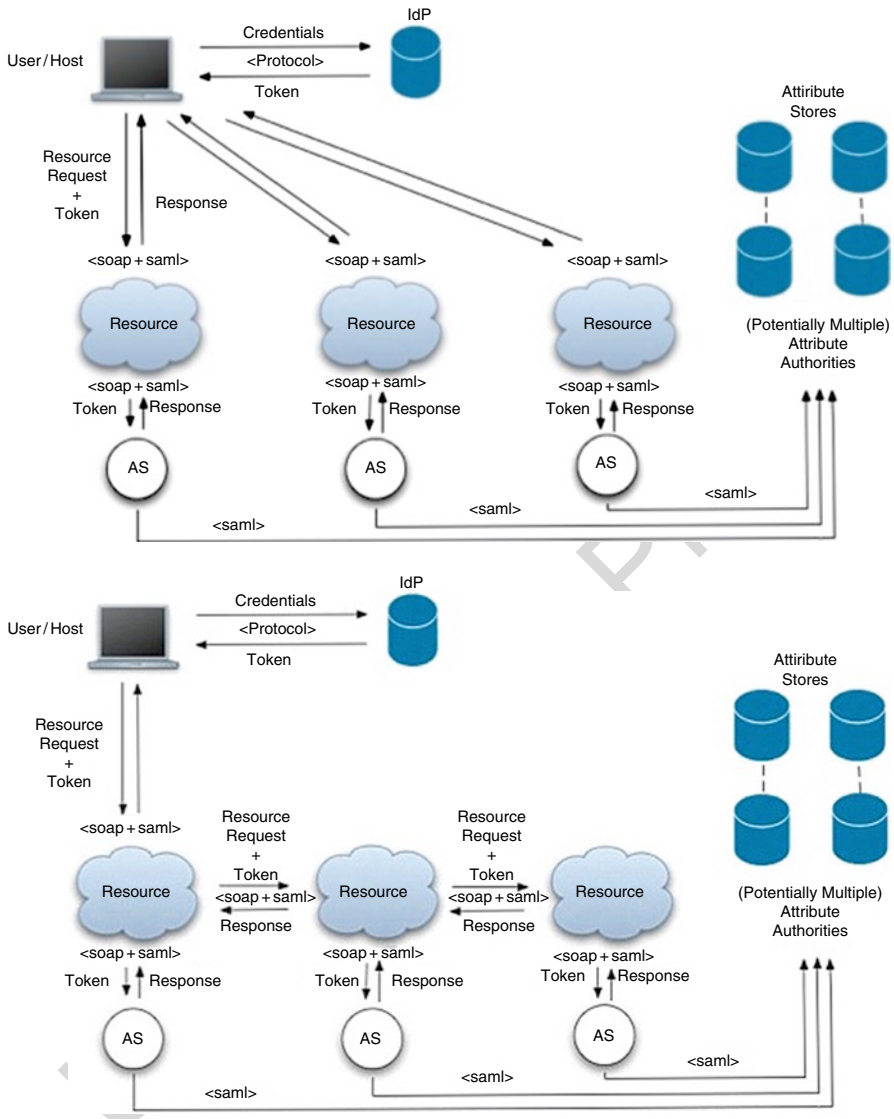 IdP
Credentials
User/Host
<Protocol>
Token
Attribute
Stores
Resource
Request
+
Token
Response
<soap+saml>
<soap+saml>
<soap+saml>
Resource
Resource
Resource
(Potentially Multiple)
Attribute
Authorities
<soap+saml>
<soap+saml>
<soap+saml>
Token
Response
Token
Response
Token
Response
AS
AS
AS
<saml>
<saml>
<saml>
IdP
Credentials
User/Host
<Protocol>
Token
Attiribute
Stores
Resource
Request
+
Token
<soap+saml>
Resource
Request
+
Token
<soap+saml>
Response
Resource
Request
+
Token
<soap+saml>
Response
Resource
Resource
Resource
(Potentially Multiple)
Attribute
Authorities
<soap+saml>
<soap+saml>
<soap+saml>
Token
Response
Token
Response
Token
Response
AS
AS
AS
<saml>
<saml>
<saml>